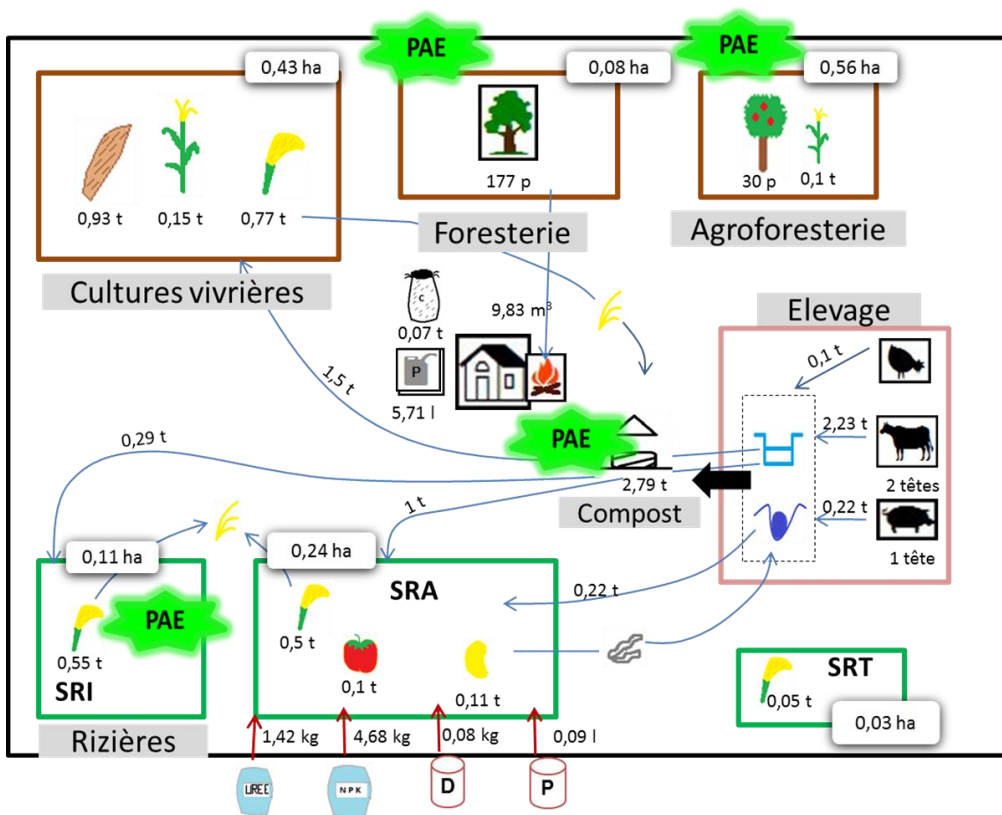 PAE
PAE
0,43 ha
0,08 ha
0,56 ha
177 p
30 p
0,1 t
0,93 t
0,15 t
0,77 t
Foresterie
Agroforesterie
Cultures vivrières
C
0,07 t
9,83 m³
P
5,71 l
Elevage
0,1 t
2,23 t
2 têtes
0,22 t
1 tête
1,5 t
PAE
2,79 t
Compost
0,29 t
1 t
0,11 ha
0,24 ha
SRA
0,22 t
PAE
0,55 t
SRI
0,5 t
0,1 t
0,11 t
SRT
0,05 t
0,03 ha
Rizières
1,42 kg
4,68 kg
0,08 kg
0,09 l
UREE
NPK
D
P